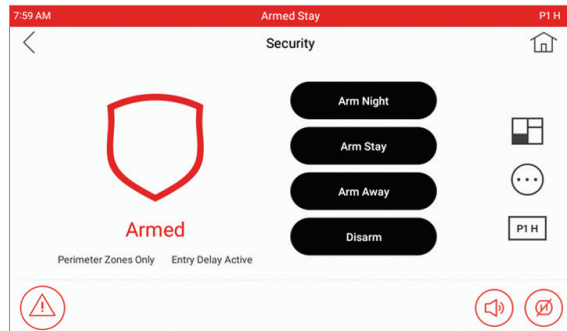 7:59 AM Armed Stay P1 H
Security
Arm Night
Arm Stay
Arm Away
Disarm
P1 H
Armed
Perimeter Zones Only Entry Delay Active